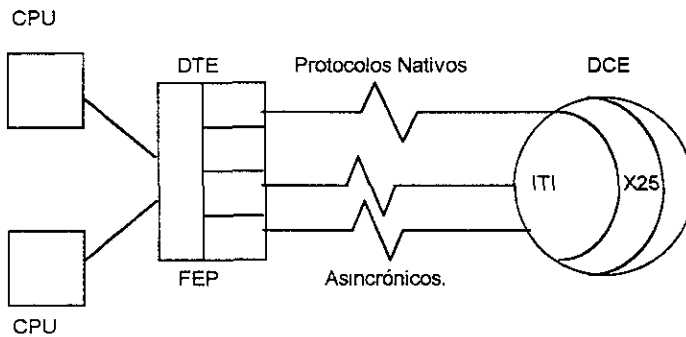 CPU
DTE
Protocolos Nativos
DCE
ITI
X25
FEP
Asincrónicos.
CPU